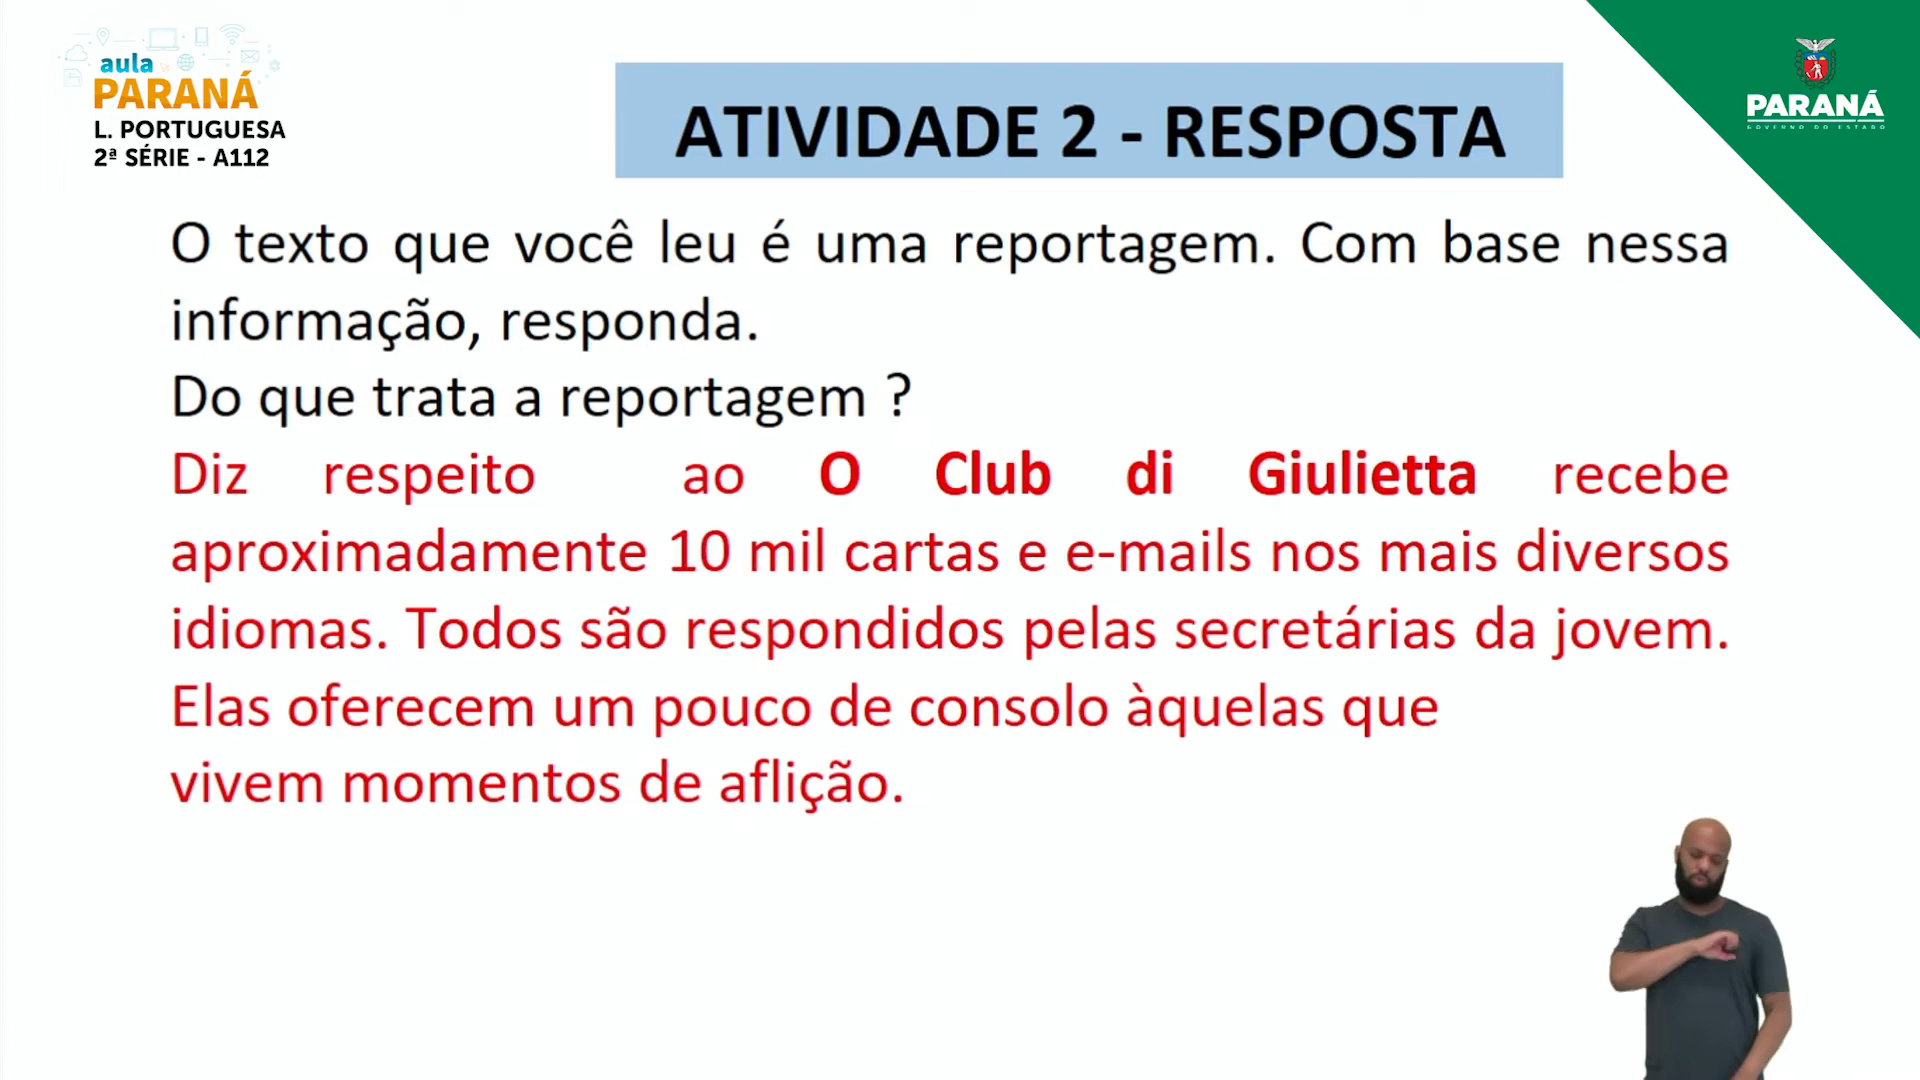 aula
PARANÁ
L. PORTUGUESA
2ª SÉRIE - A112
ATIVIDADE 2 - RESPOSTA
PARANÁ
GOVERNO DO ESTADO
O texto que você leu é uma reportagem. Com base nessa
informação, responda.
Do que trata a reportagem ?
Diz respeito ao O Club di Giulietta recebe
aproximadamente 10 mil cartas e e-mails nos mais diversos
idiomas. Todos são respondidos pelas secretárias da jovem.
Elas oferecem um pouco de consolo àquelas que
vivem momentos de aflição.